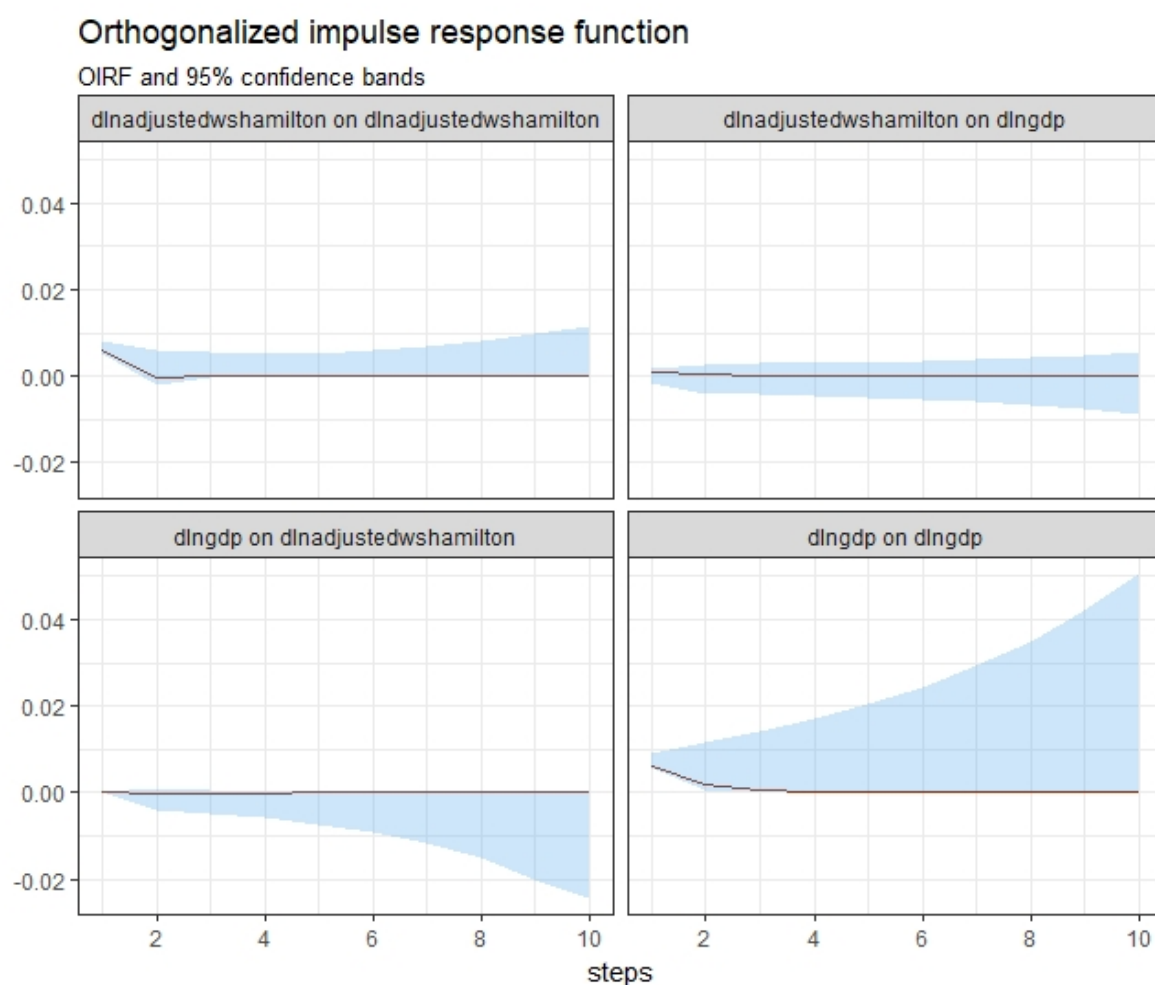 Orthogonalized impulse response function
OIRF and 95% confidence bands
dlnadjustedwshamilton on dlnadjustedwshamilton
dlnadjustedwshamilton on dlngdp
0.04
0.02
0.00
-0.02
dlngdp on dlnadjustedwshamilton
dlngdp on dlngdp
0.04
0.02
0.00
-0.02
2 4 6 8 10 2 4 6 8 10
steps